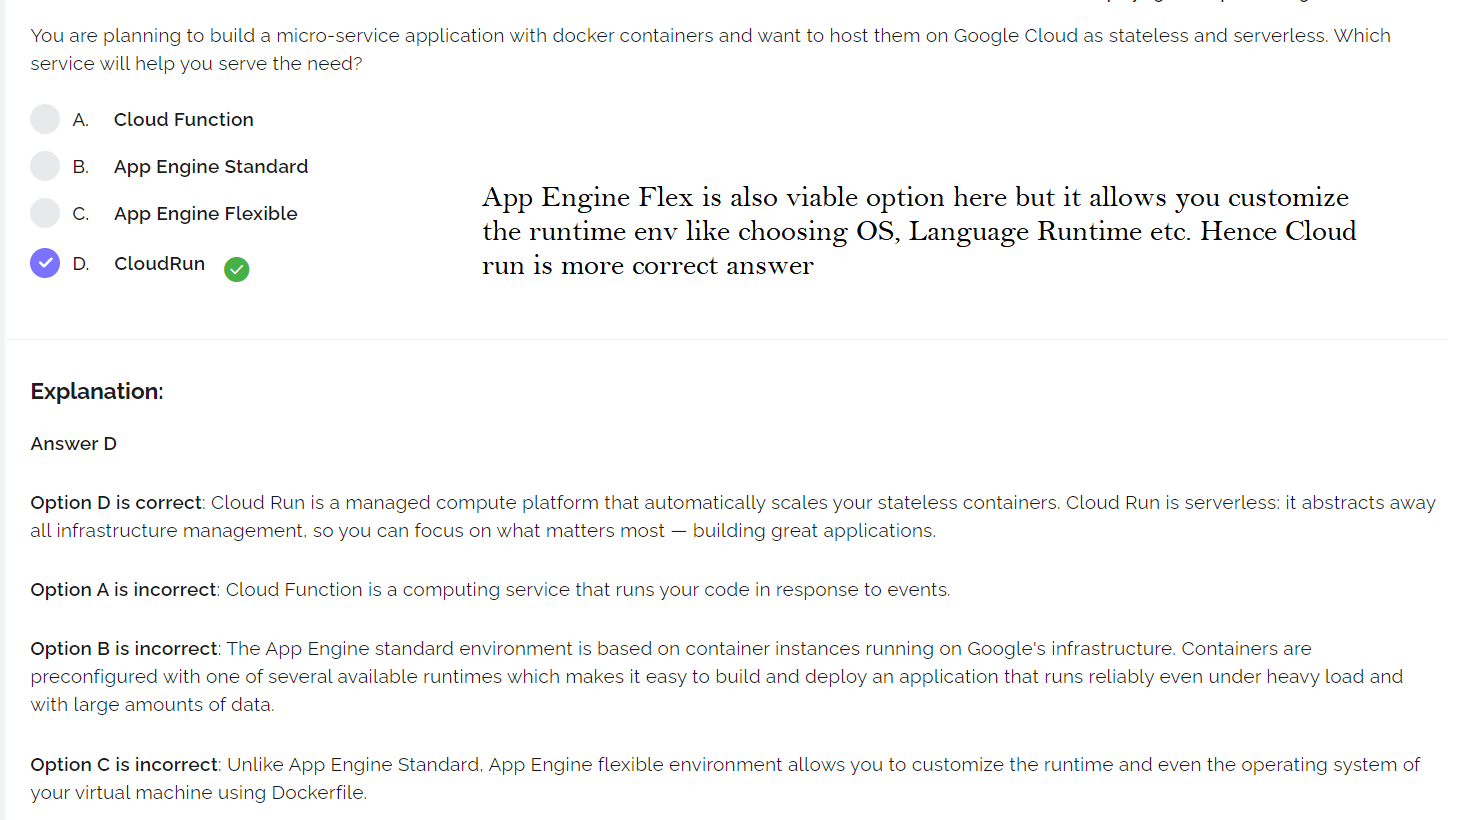 You are planning to build a micro-service application with docker containers and want to host them on Google Cloud as stateless and serverless. Which
service will help you serve the need?
A. Cloud Function
B. App Engine Standard
C. App Engine Flexible
D. CloudRun
App Engine Flex is also viable option here but it allows you customize
the runtime env like choosing OS, Language Runtime etc. Hence Cloud
run is more correct answer
Explanation:
Answer D
Option D is correct: Cloud Run is a managed compute platform that automatically scales your stateless containers. Cloud Run is serverless: it abstracts away
all infrastructure management, so you can focus on what matters most — building great applications.
Option A is incorrect: Cloud Function is a computing service that runs your code in response to events.
Option B is incorrect: The App Engine standard environment is based on container instances running on Google's infrastructure. Containers are
preconfigured with one of several available runtimes which makes it easy to build and deploy an application that runs reliably even under heavy load and
with large amounts of data.
Option C is incorrect: Unlike App Engine Standard, App Engine flexible environment allows you to customize the runtime and even the operating system of
your virtual machine using Dockerfile.